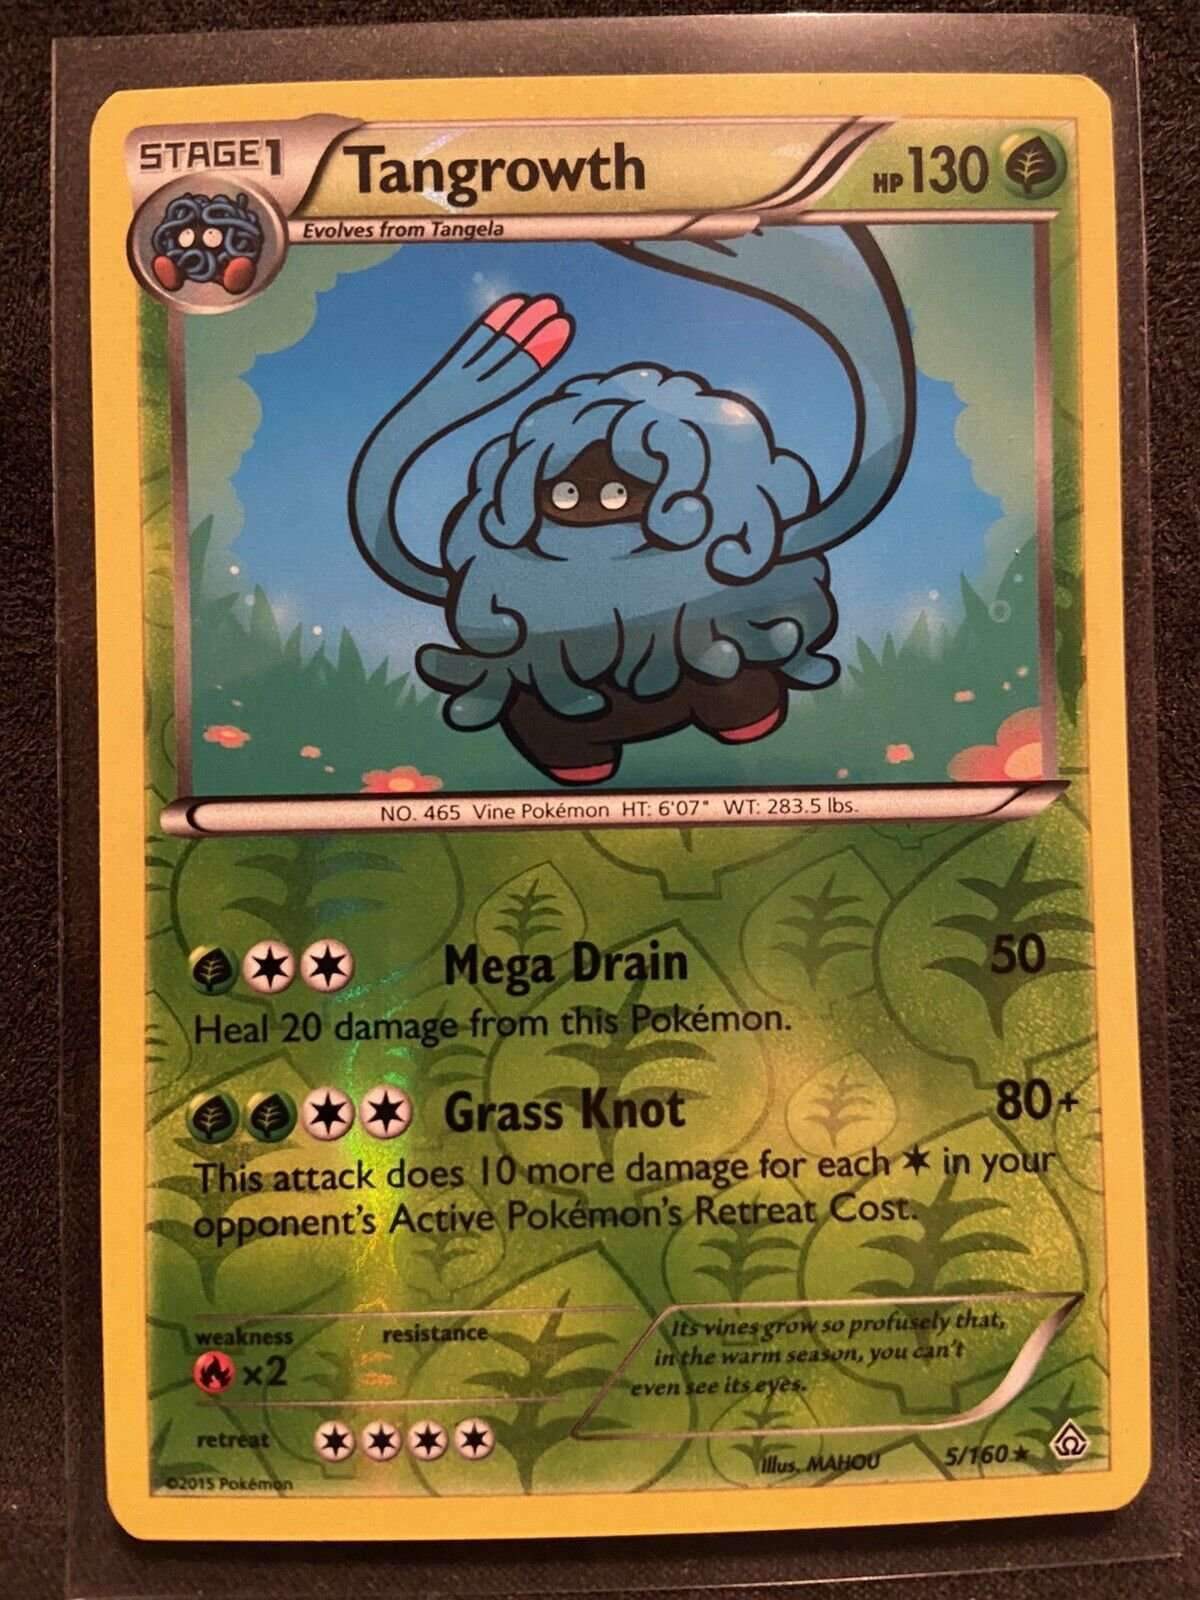 STAGE1
Tangrowth
HP130
Evolves from Tangela
NO. 465 Vine Pokémon HT: 6'07" WT: 283.5 lbs.
Mega Drain 50
Heal 20 damage from this Pokémon.
Grass Knot 80+
This attack does 10 more damage for each in your
opponent's Active Pokémon's Retreat Cost.
weakness resistance
×2
retreat
Its vines grow so profusely that,
in the warm season, you can't
even see its eyes.
Illus. MAHOU 5/160 ★
©2015 Pokémon